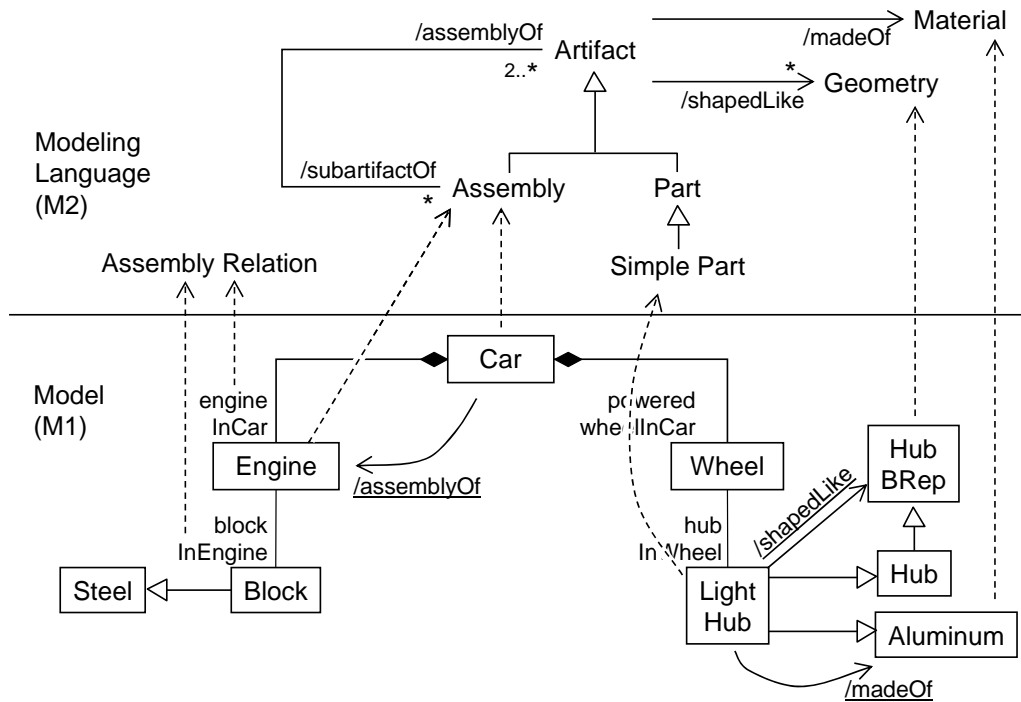 /assemblyOf
Artifact
2..*
/madeOf
Material
*
/shapedLike
Geometry
Modeling
Language
(M2)
/subartifactOf
*
Assembly
Part
Assembly Relation
Simple Part
Model
(M1)
Car
engine
InCar
powered
wheelInCar
Engine
/assemblyOf
Wheel
Hub
BRep
/shapedLike
block
InEngine
hub
InWheel
Steel
Block
Light
Hub
Hub
Aluminum
/madeOf